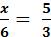 x/6 = 5/3